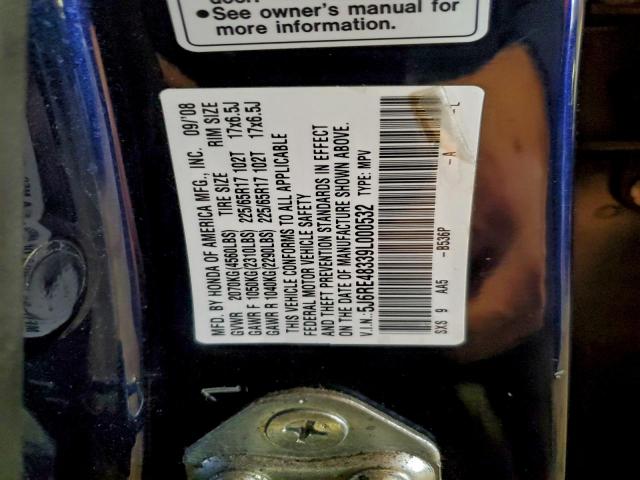 door.
• See owner's manual for
more information.
MFD. BY HONDA OF AMERICA MFG., INC. 09/'08
GVWR 2070KG(4560LBS) TIRE SIZE RIM SIZE
GAWR F 1050KG(2310LBS) 225/65R17 102T 17x6.5J
GAWR R 1040KG(2290LBS) 225/65R17 102T 17x6.5J
THIS VEHICLE CONFORMS TO ALL APPLICABLE
FEDERAL MOTOR VEHICLE SAFETY
AND THEFT PREVENTION STANDARDS IN EFFECT
ON THE DATE OF MANUFACTURE SHOWN ABOVE.
V.I.N.:5J6RE48339L000532 TYPE: MPV
SXS 9 AA5 -B536P -A -L